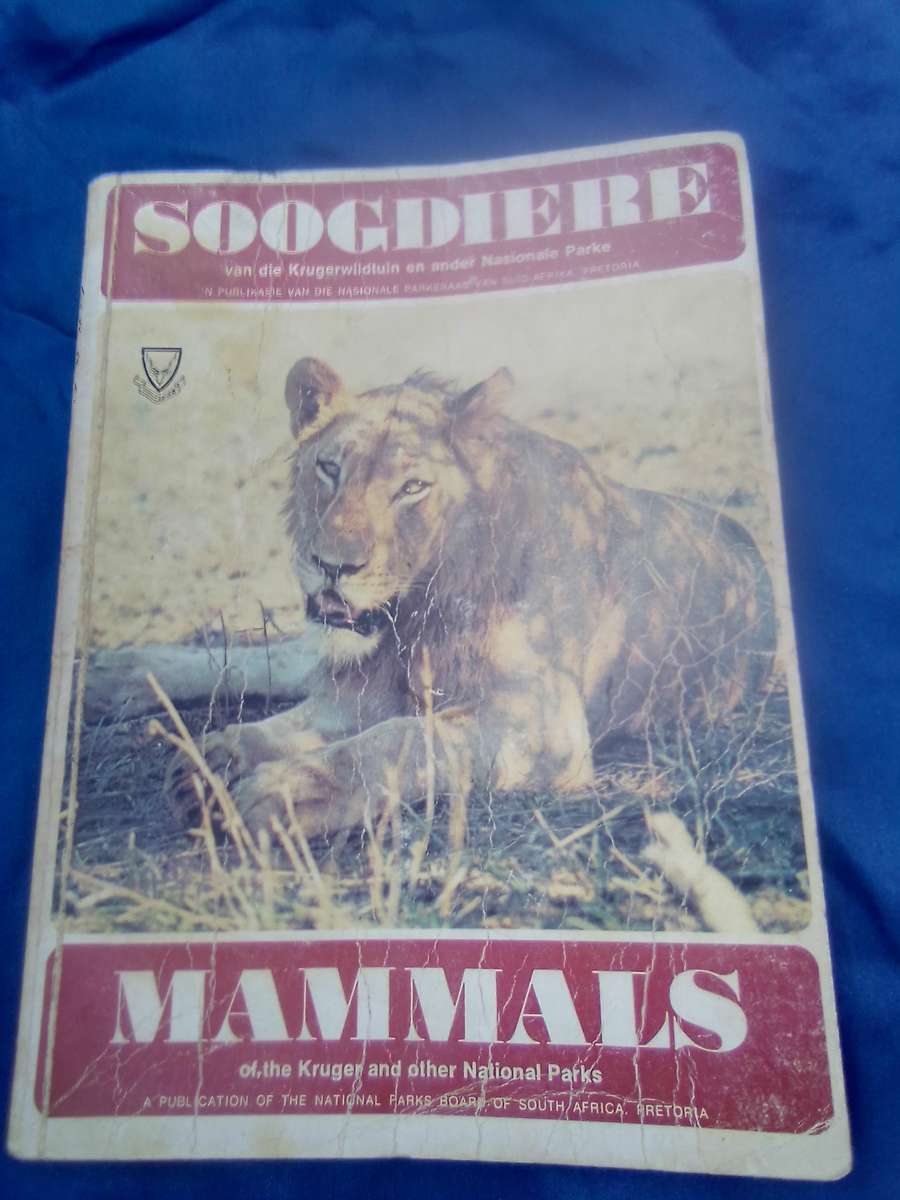 SOOGDIERE
van die Krugerwildtuin en ander Nasionale Parke
'N PUBLIKASIE VAN DIE NASIONALE PARKERAAD VAN SUID-AFRIKA. PRETORIA
MAMMALS
of the Kruger and other National Parks
A PUBLICATION OF THE NATIONAL PARKS BOARD OF SOUTH AFRICA. PRETORIA